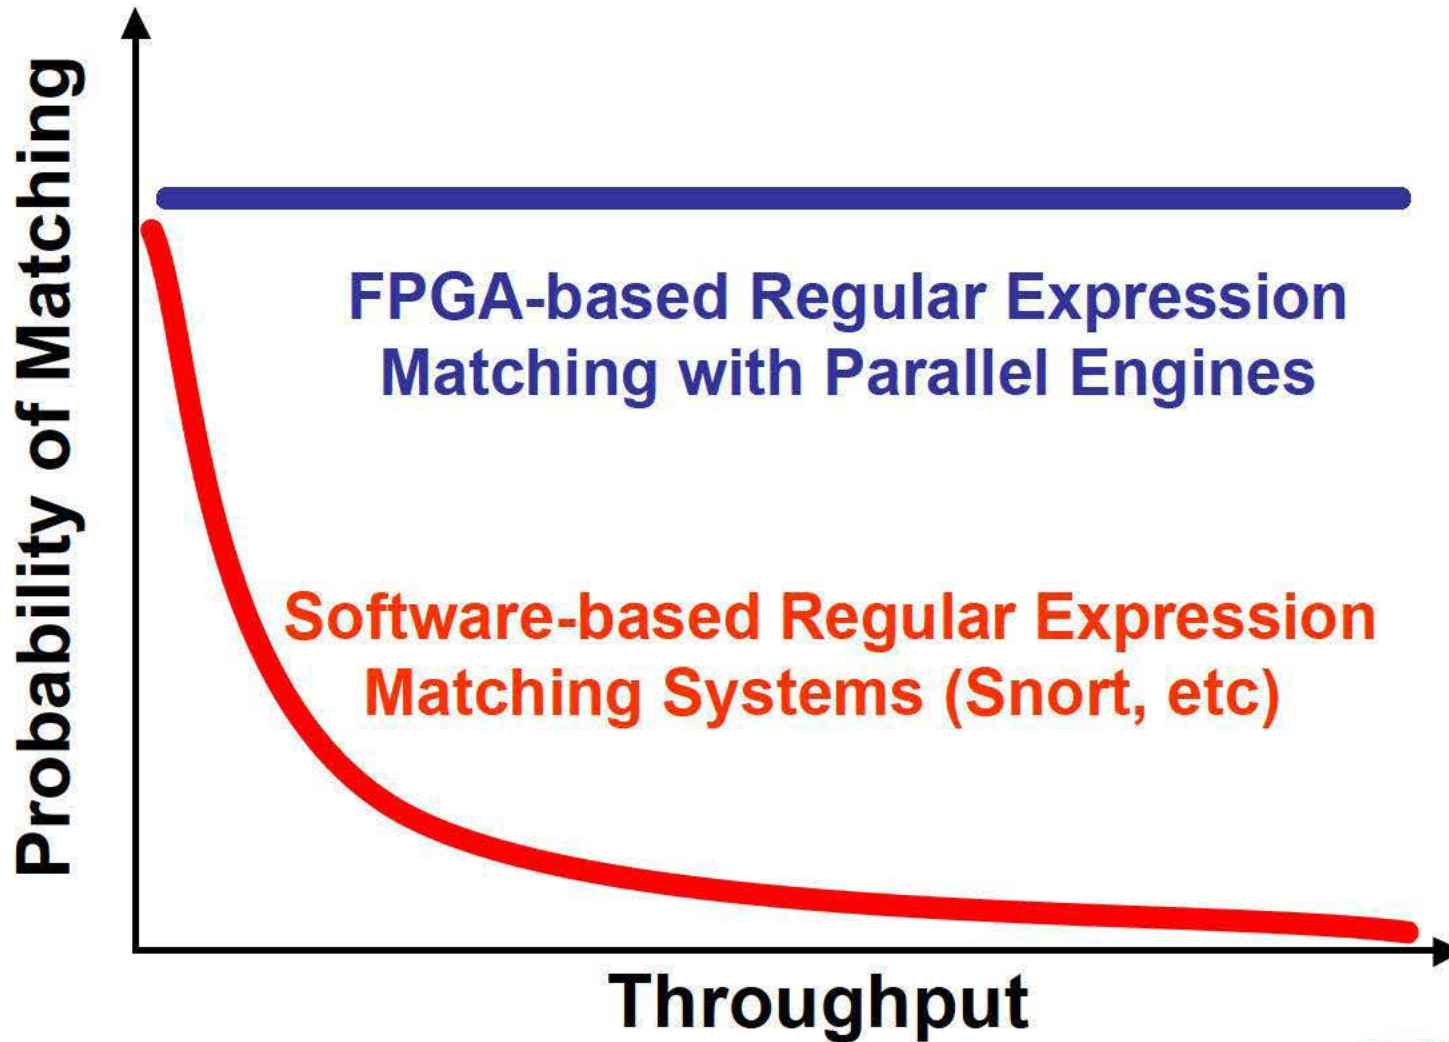 Probability of Matching
FPGA-based Regular Expression
Matching with Parallel Engines
Software-based Regular Expression
Matching Systems (Snort, etc)
Throughput